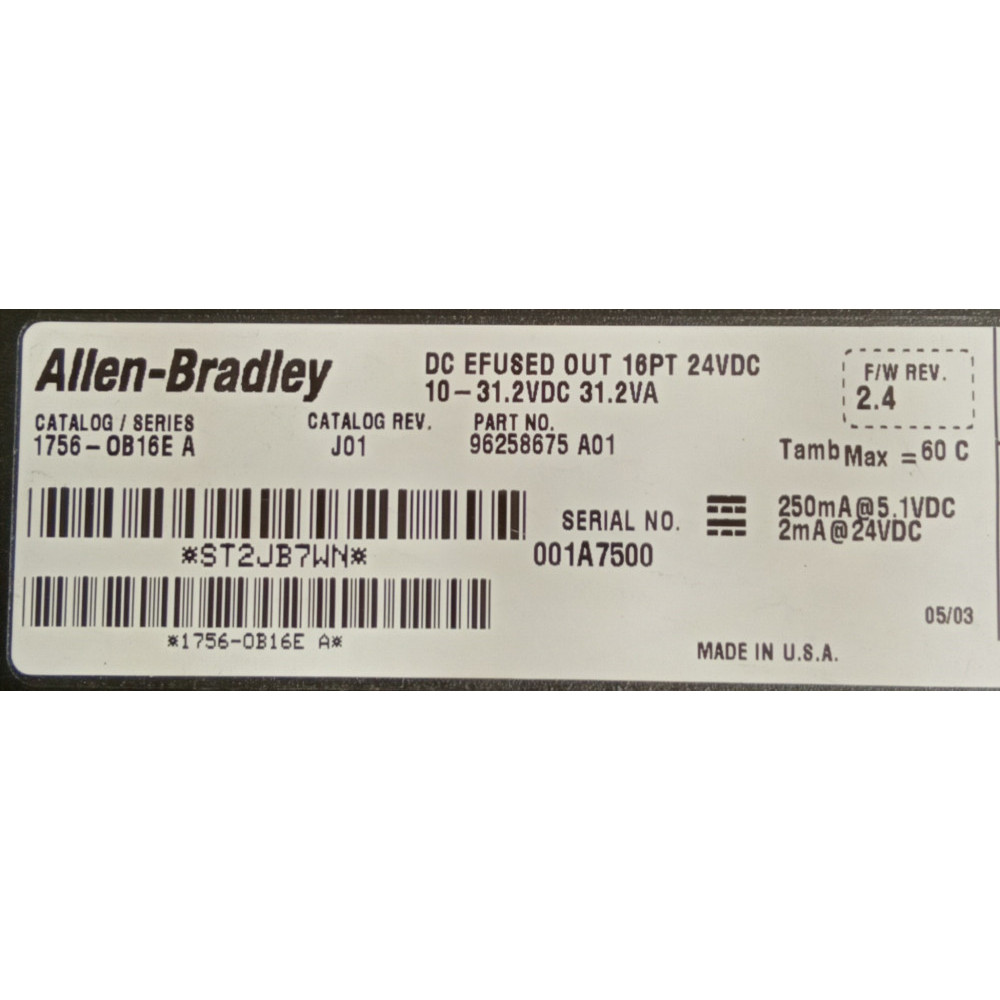 Allen-Bradley
DC EFUSED OUT 16PT 24VDC
10-31.2VDC 31.2VA
F/W REV.
2.4
CATALOG / SERIES
1756-OB16E A
CATALOG REV.
J01
PART NO.
96258675 A01
Tamb Max = 60 C
*ST2JB7WN*
SERIAL NO.
001A7500
250mA@5.1VDC
2mA@24VDC
*1756-OB16E A*
05/03
MADE IN U.S.A.